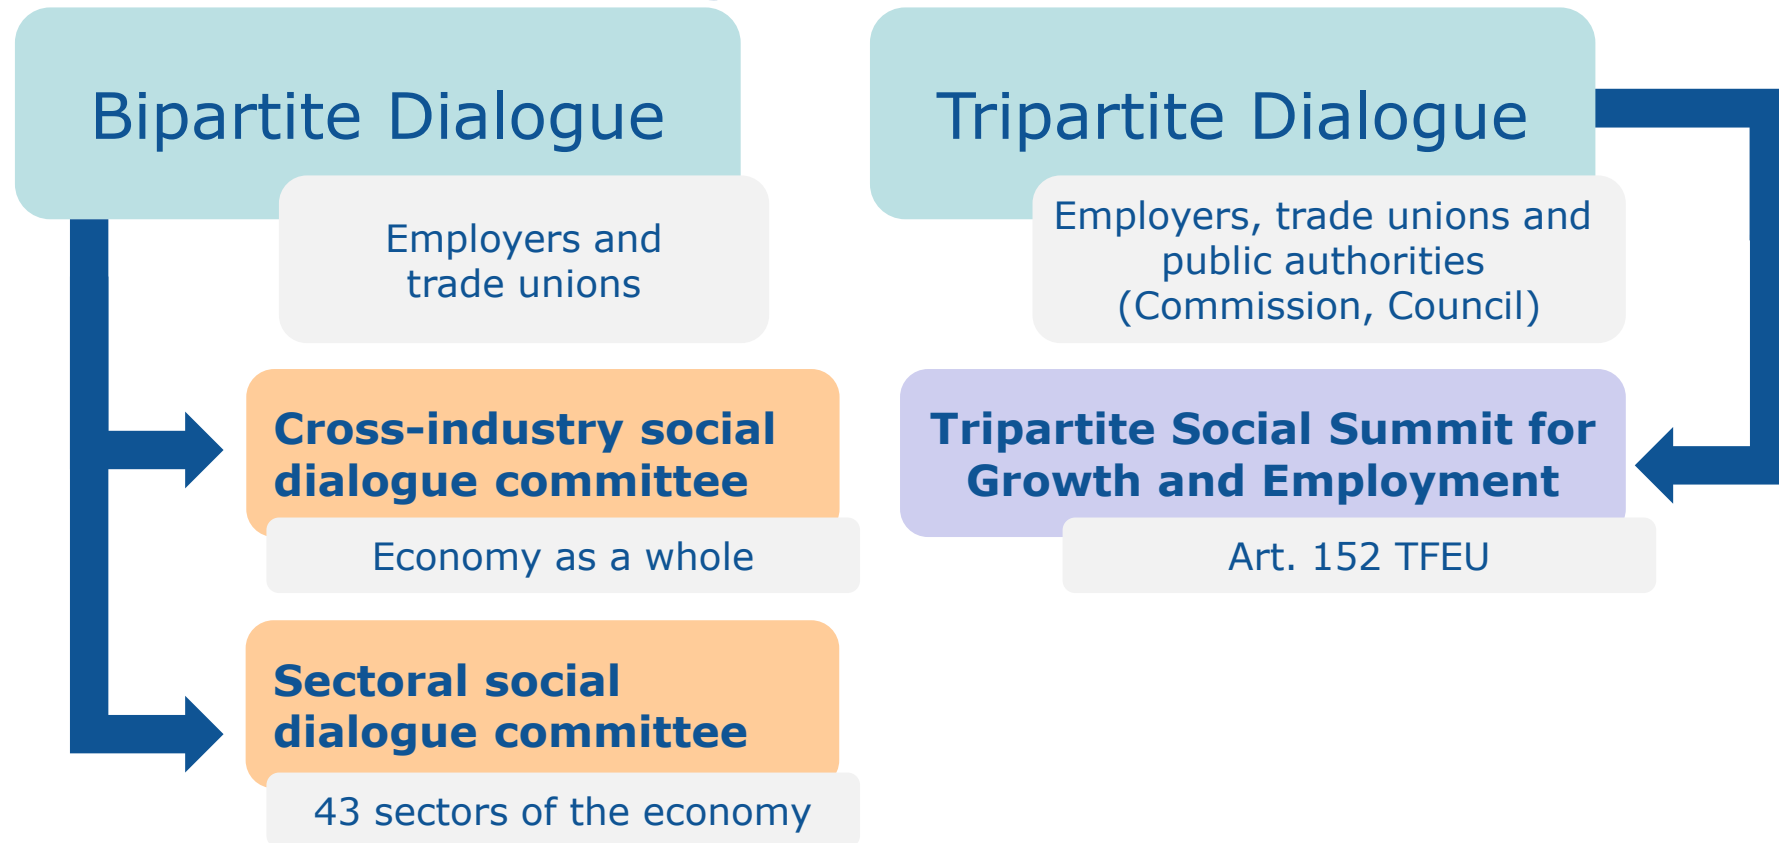 Bipartite Dialogue
Employers and
trade unions
Cross-industry social
dialogue committee
Economy as a whole
Sectoral social
dialogue committee
43 sectors of the economy
Tripartite Dialogue
Employers, trade unions and
public authorities
(Commission, Council)
Tripartite Social Summit for
Growth and Employment
Art. 152 TFEU